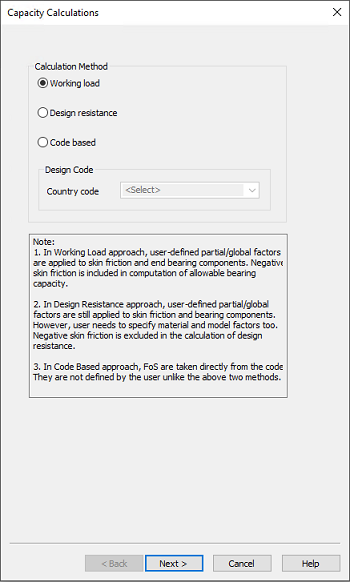 Capacity Calculations
Calculation Method
Working load
Design resistance
Code based
Design Code
Country code
<Select>
Note:
1. In Working Load approach, user-defined partial/global factors
are applied to skin friction and end bearing components. Negative
skin friction is included in computation of allowable bearing
capacity.
2. In Design Resistance approach, user-defined partial/global
factors are still applied to skin friction and bearing components.
However, user needs to specify material and model factors too.
Negative skin friction is excluded in the calculation of design
resistance.
3. In Code Based approach, FoS are taken directly from the code
They are not defined by the user unlike the above two methods.
< Back
Next >
Cancel
Help